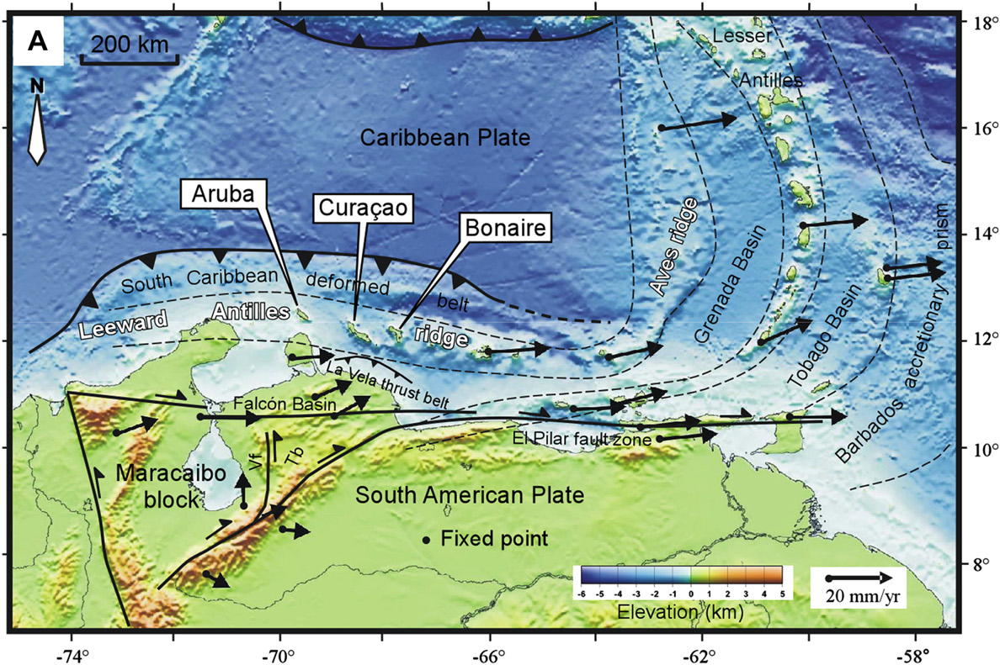 A
200 km
N
Lesser
Antilles
Caribbean Plate
Aruba
Curaçao
Bonaire
South Caribbean deformed belt
Leeward Antilles ridge
Aves ridge
Grenada Basin
Tobago Basin
Barbados accretionary prism
La Vela thrust belt
Falcón Basin
El Pilar fault zone
Maracaibo
block
Vf
Tb
South American Plate
Fixed point
-6 -5 -4 -3 -2 -1 0 1 2 3 4 5
Elevation (km)
20 mm/yr
18°
16°
14°
12°
10°
8°
-74° -70° -66° -62° -58°